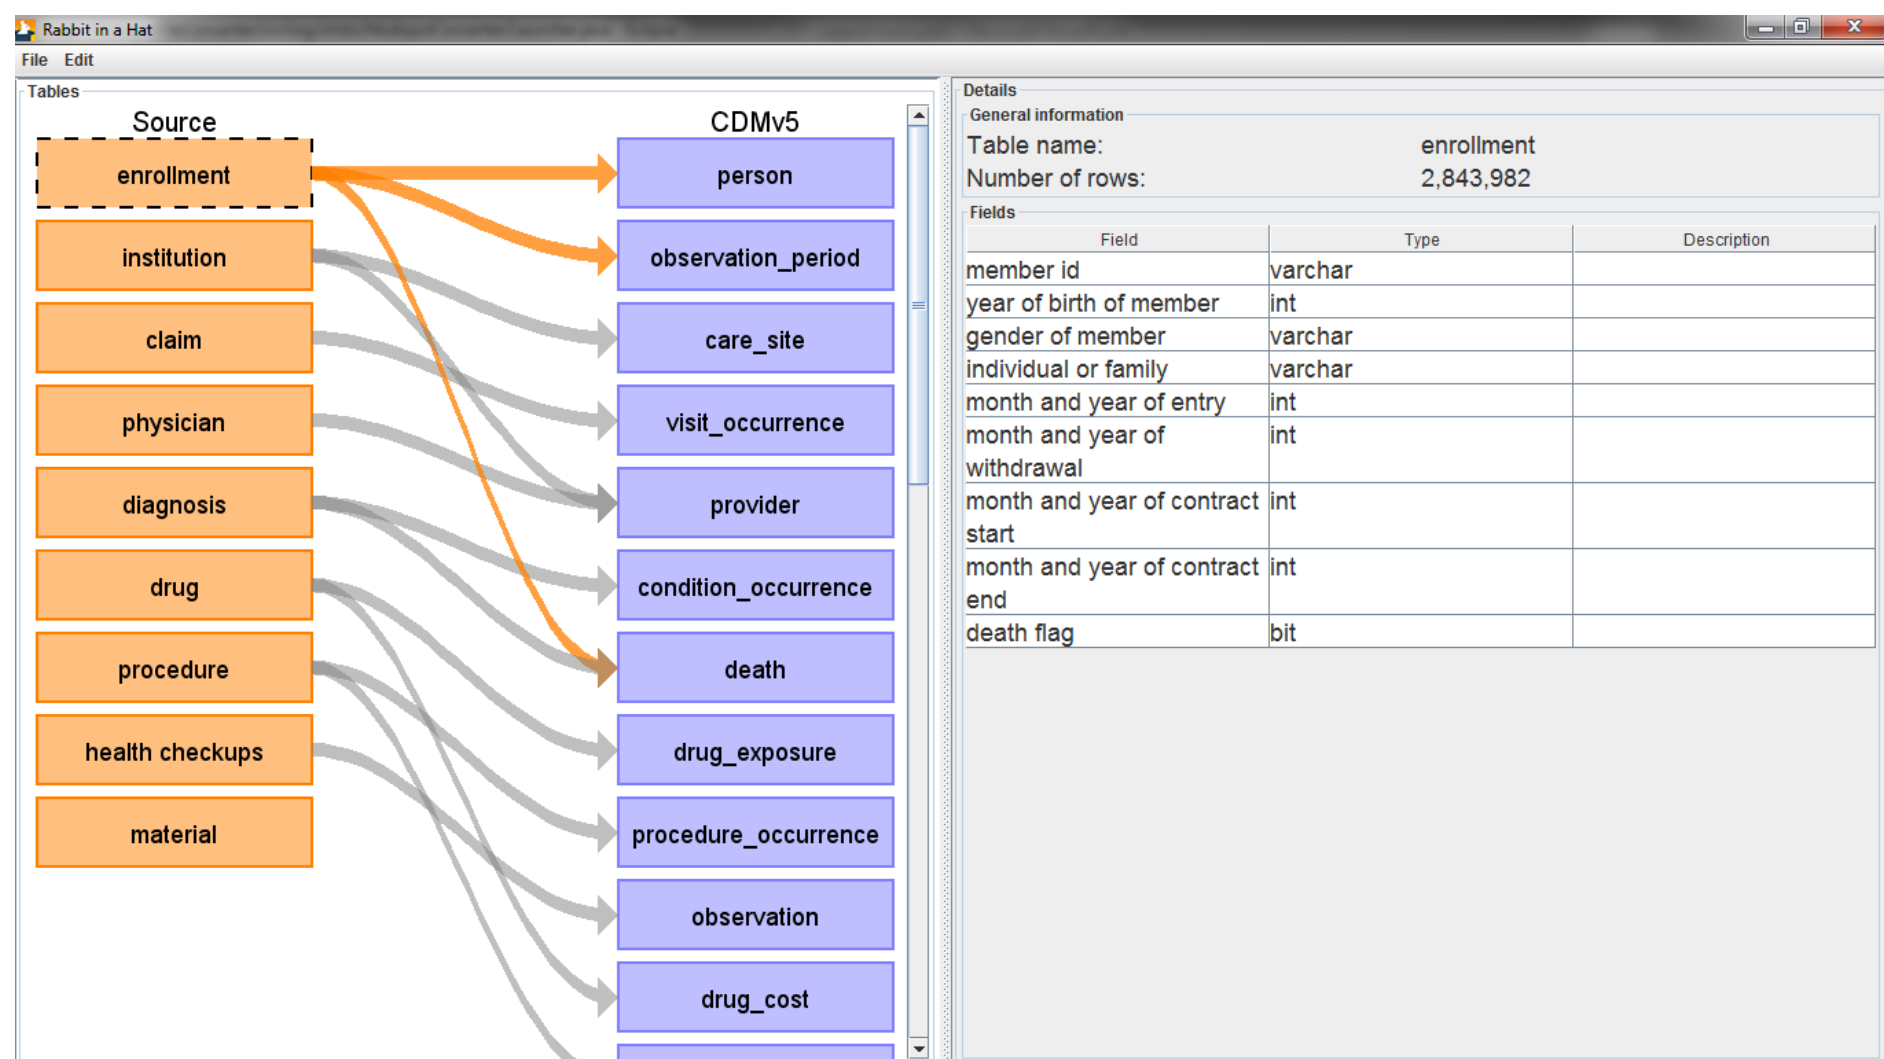 Rabbit in a Hat
File Edit
Tables
Source
CDMv5
enrollment
institution
claim
physician
diagnosis
drug
procedure
health checkups
material
person
observation_period
care_site
visit_occurrence
provider
condition_occurrence
death
drug_exposure
procedure_occurrence
observation
drug_cost
Details
General information
Table name: enrollment
Number of rows: 2,843,982
Fields
Field Type Description
member id varchar
year of birth of member int
gender of member varchar
individual or family varchar
month and year of entry int
month and year of int
withdrawal
month and year of contract int
start
month and year of contract int
end
death flag bit